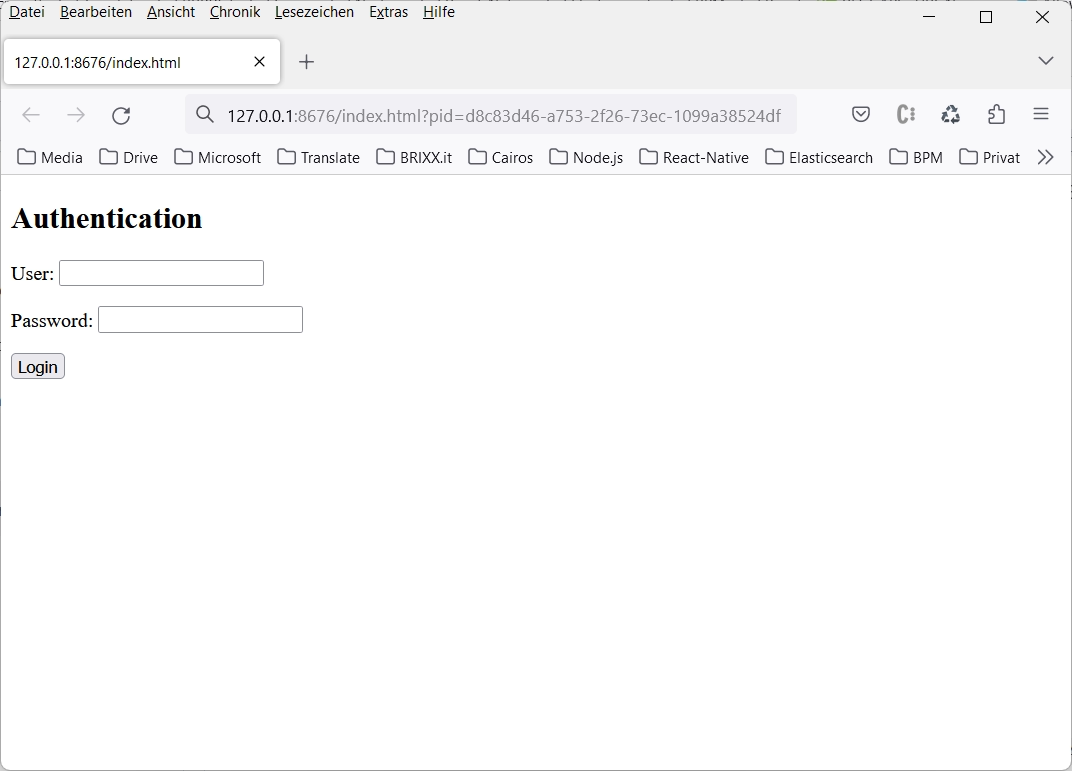 Datei Bearbeiten Ansicht Chronik Lesezeichen Extras Hilfe
127.0.0.1:8676/index.html
127.0.0.1:8676/index.html?pid=d8c83d46-a753-2f26-73ec-1099a38524df
Media Drive Microsoft Translate BRIXX.it Cairos Node.js React-Native Elasticsearch BPM Privat
Authentication
User:
Password:
Login